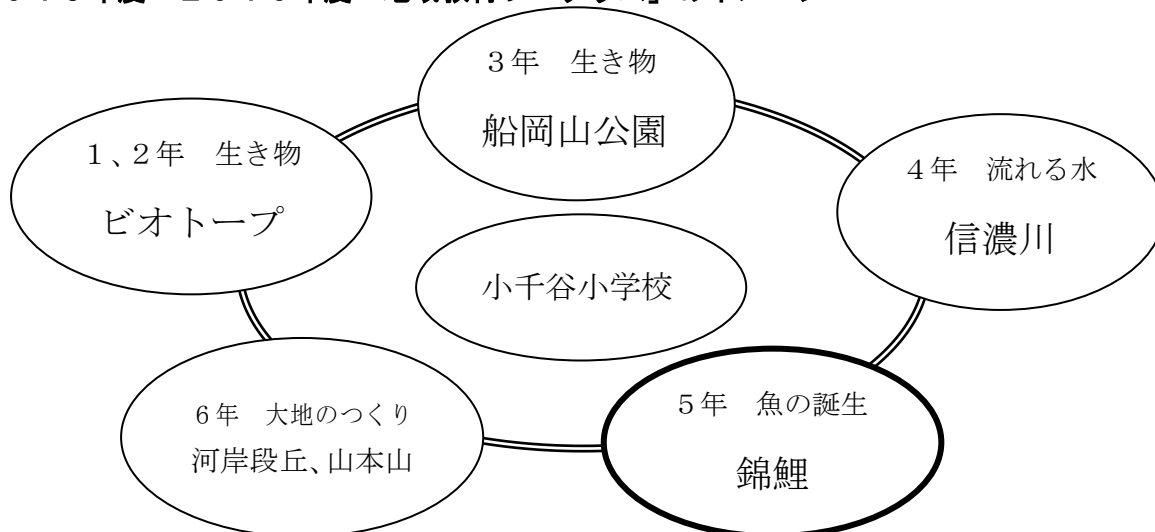 3年　生き物
船岡山公園
1、2年　生き物
ビオトープ
4年　流れる水
信濃川
小千谷小学校
6年　大地のつくり
河岸段丘、山本山
5年　魚の誕生
錦鯉